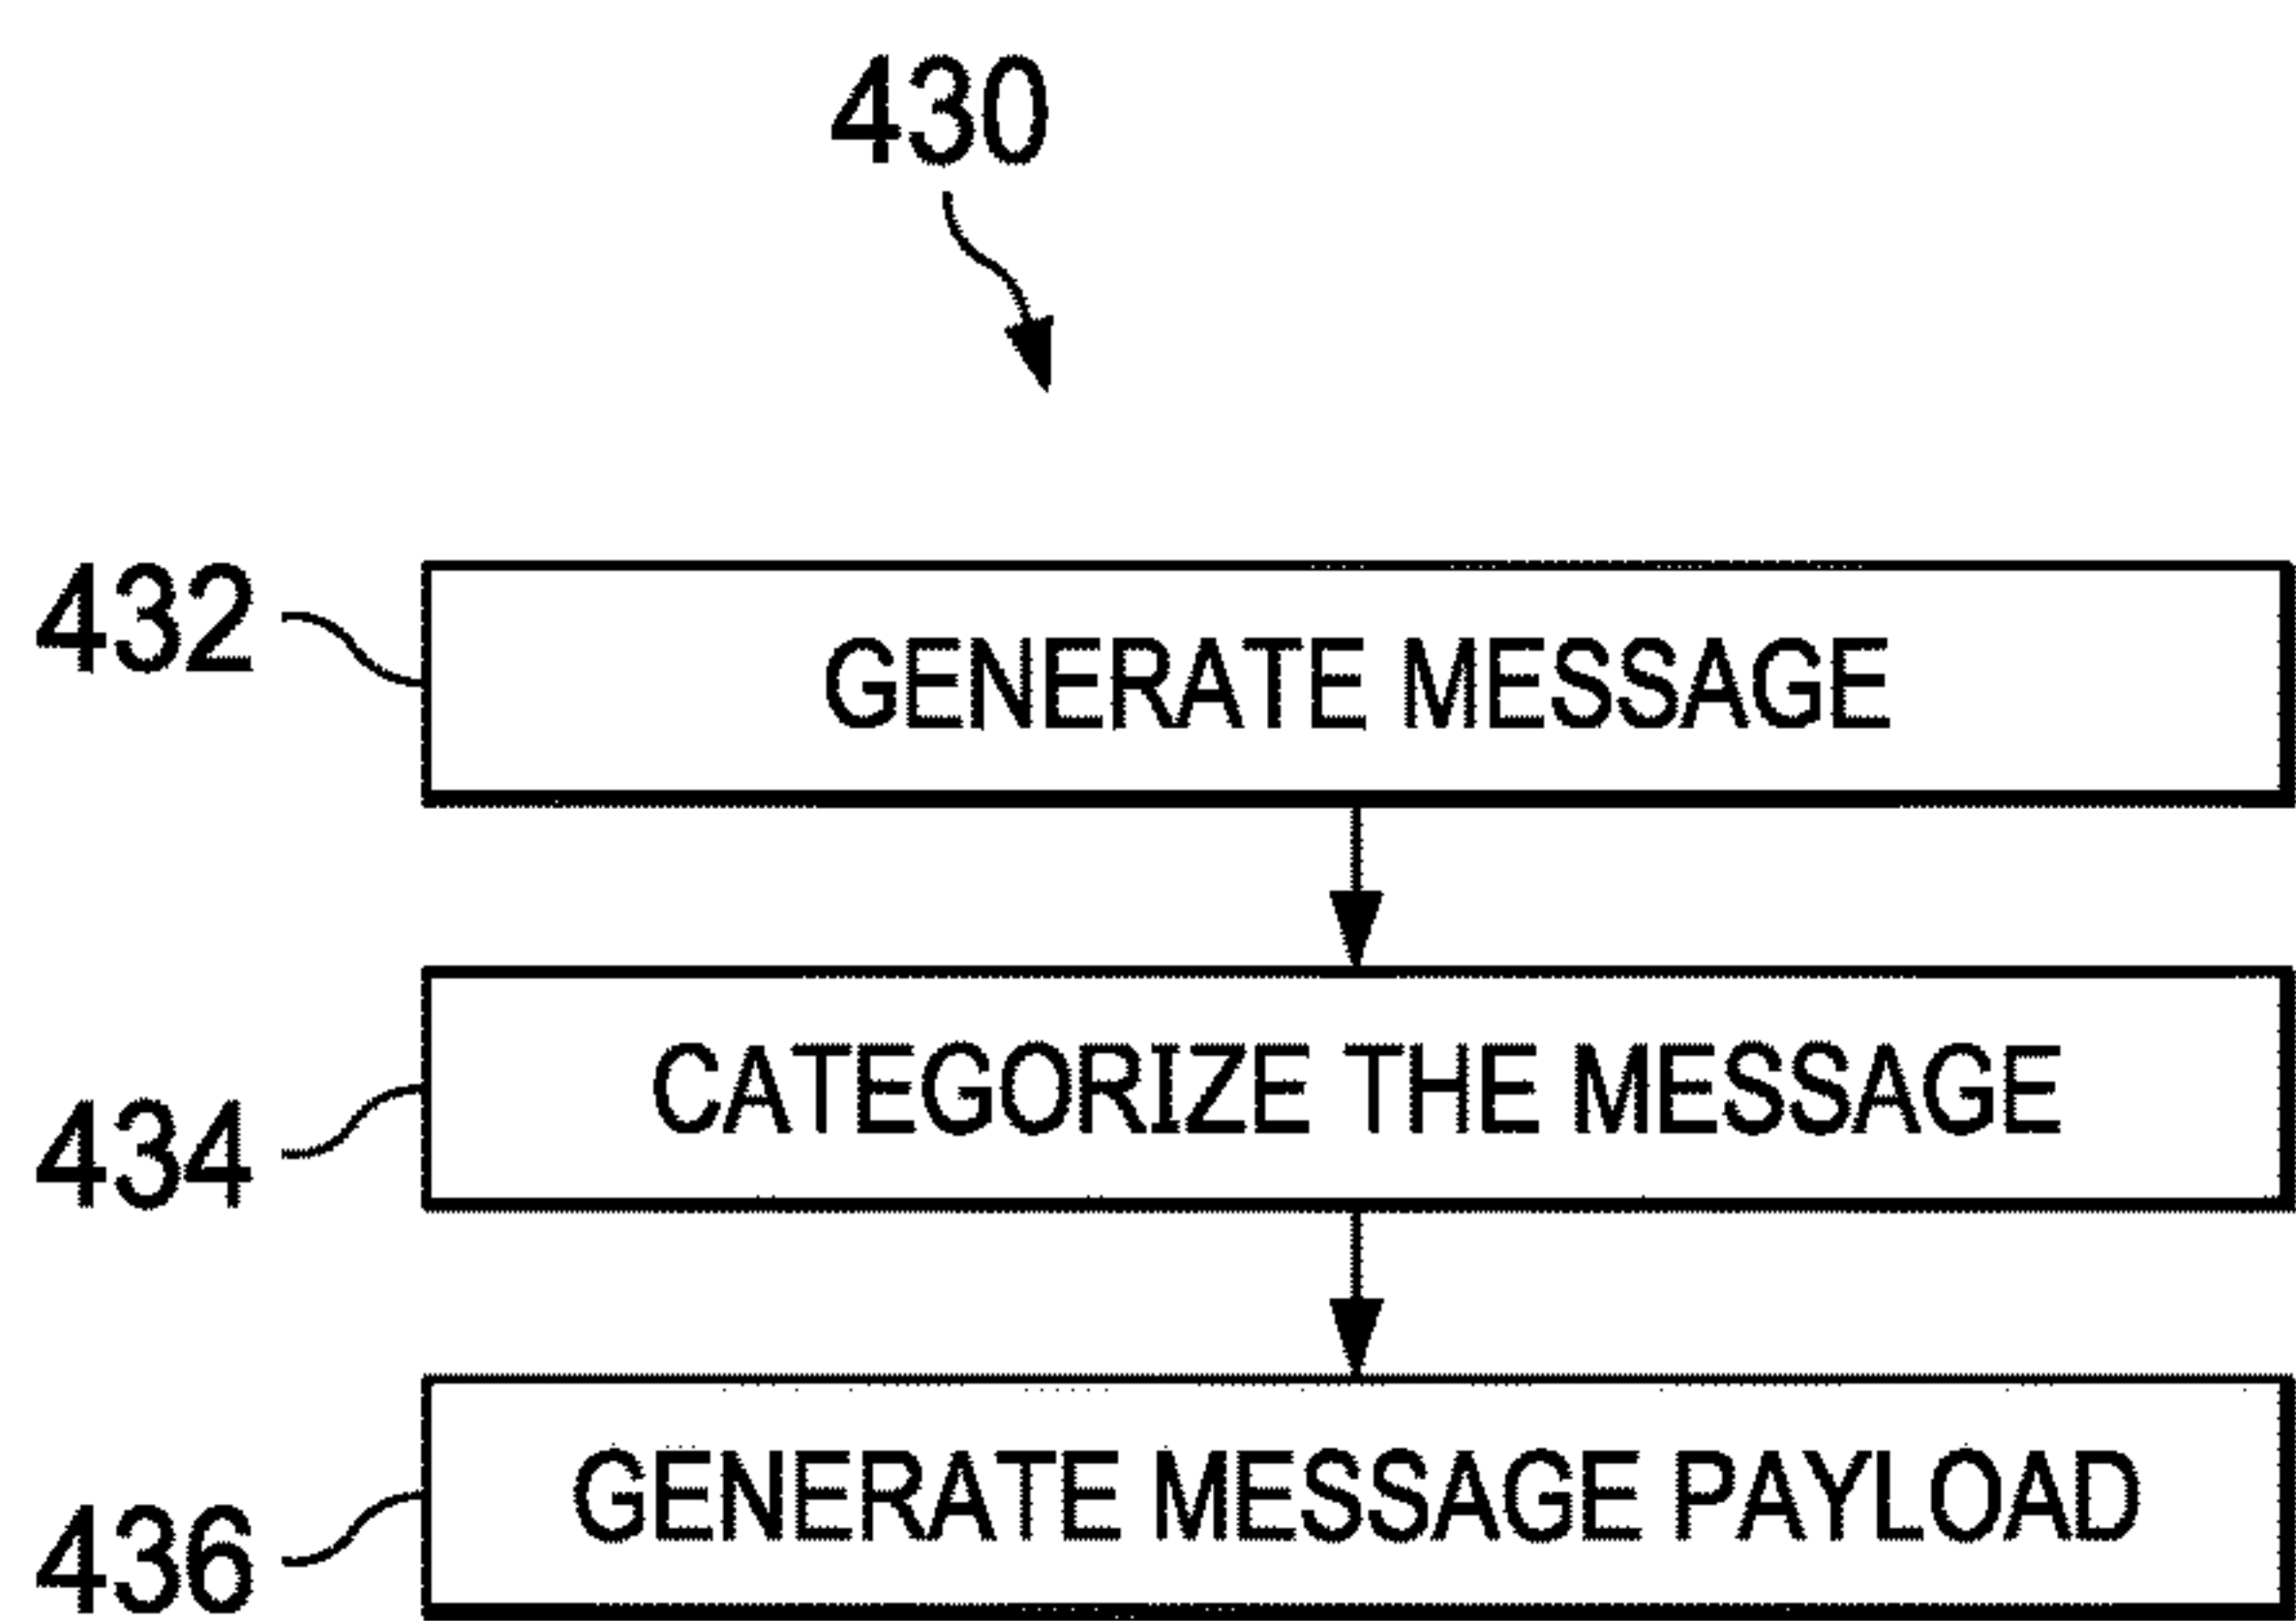 430
432 GENERATE MESSAGE
434 CATEGORIZE THE MESSAGE
436 GENERATE MESSAGE PAYLOAD